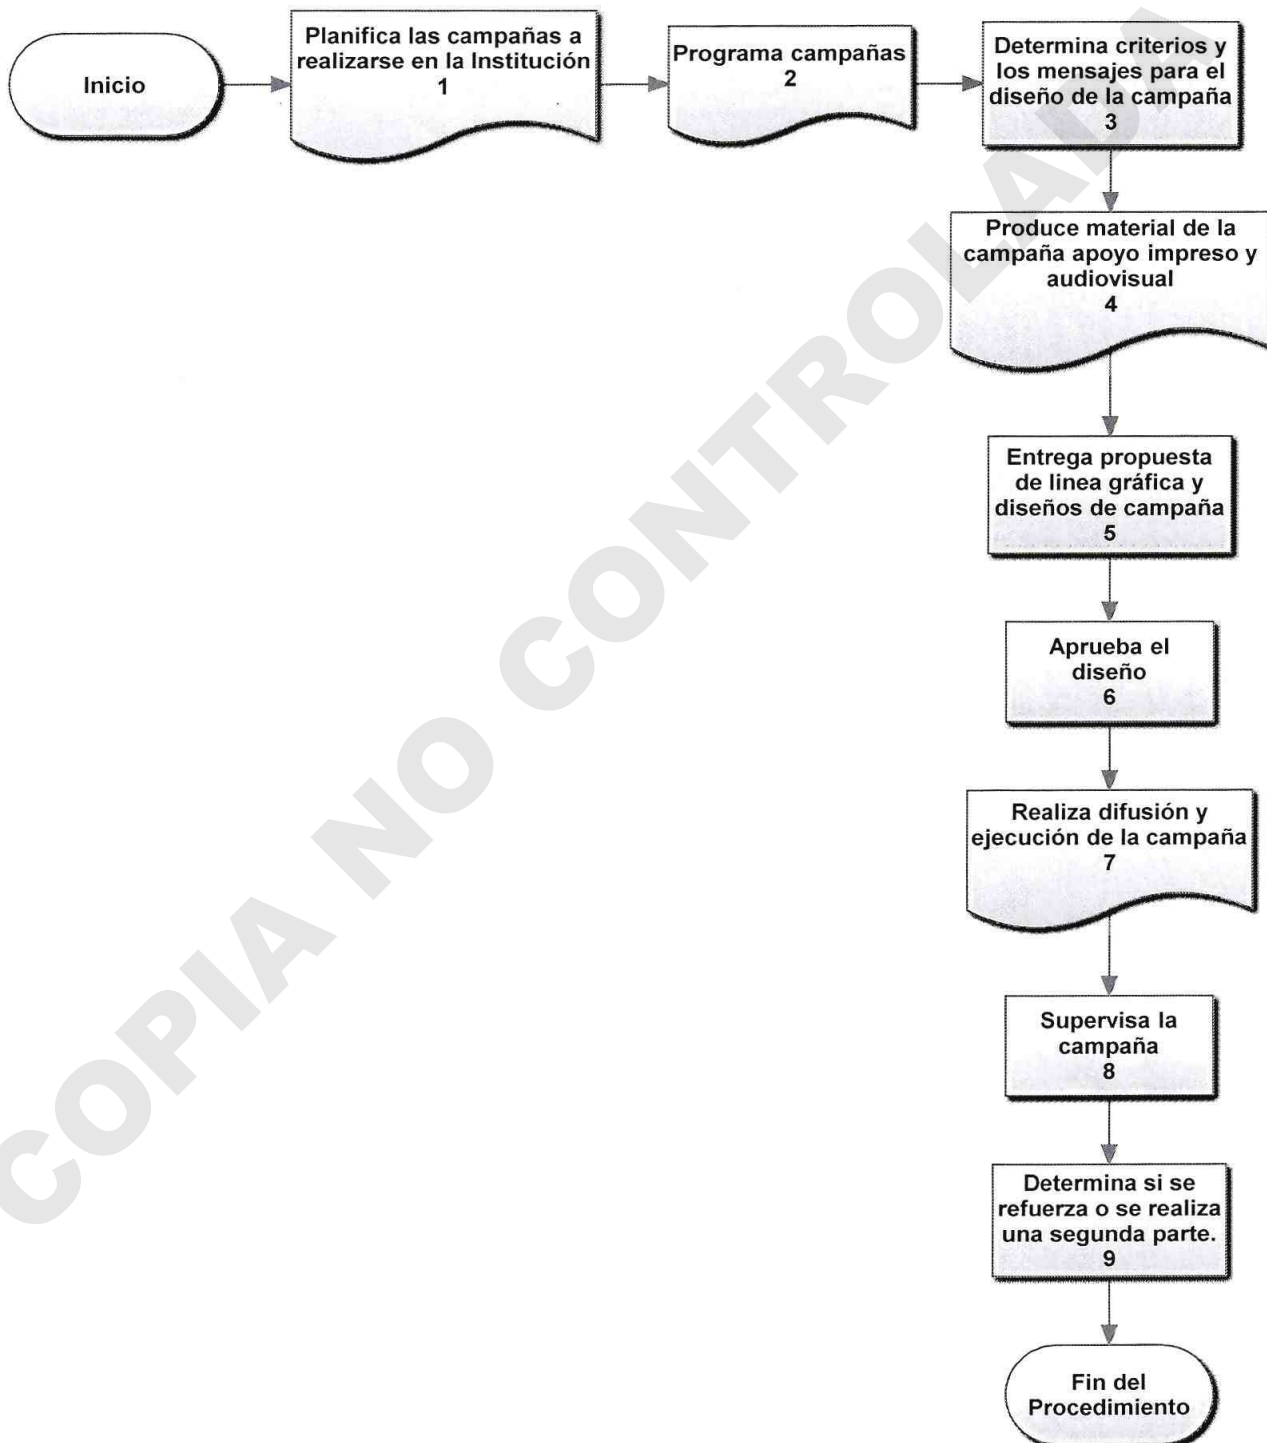 Inicio
Planifica las campañas a
realizarse en la Institución
1
Programa campañas
2
Determina criterios y
los mensajes para el
diseño de la campaña
3
Produce material de la
campaña apoyo impreso y
audiovisual
4
Entrega propuesta
de linea gráfica y
diseños de campaña
5
Aprueba el
diseño
6
Realiza difusión y
ejecución de la campaña
7
Supervisa la
campaña
8
Determina si se
refuerza o se realiza
una segunda parte.
9
Fin del
Procedimiento
COPIA NO CONTROLADA